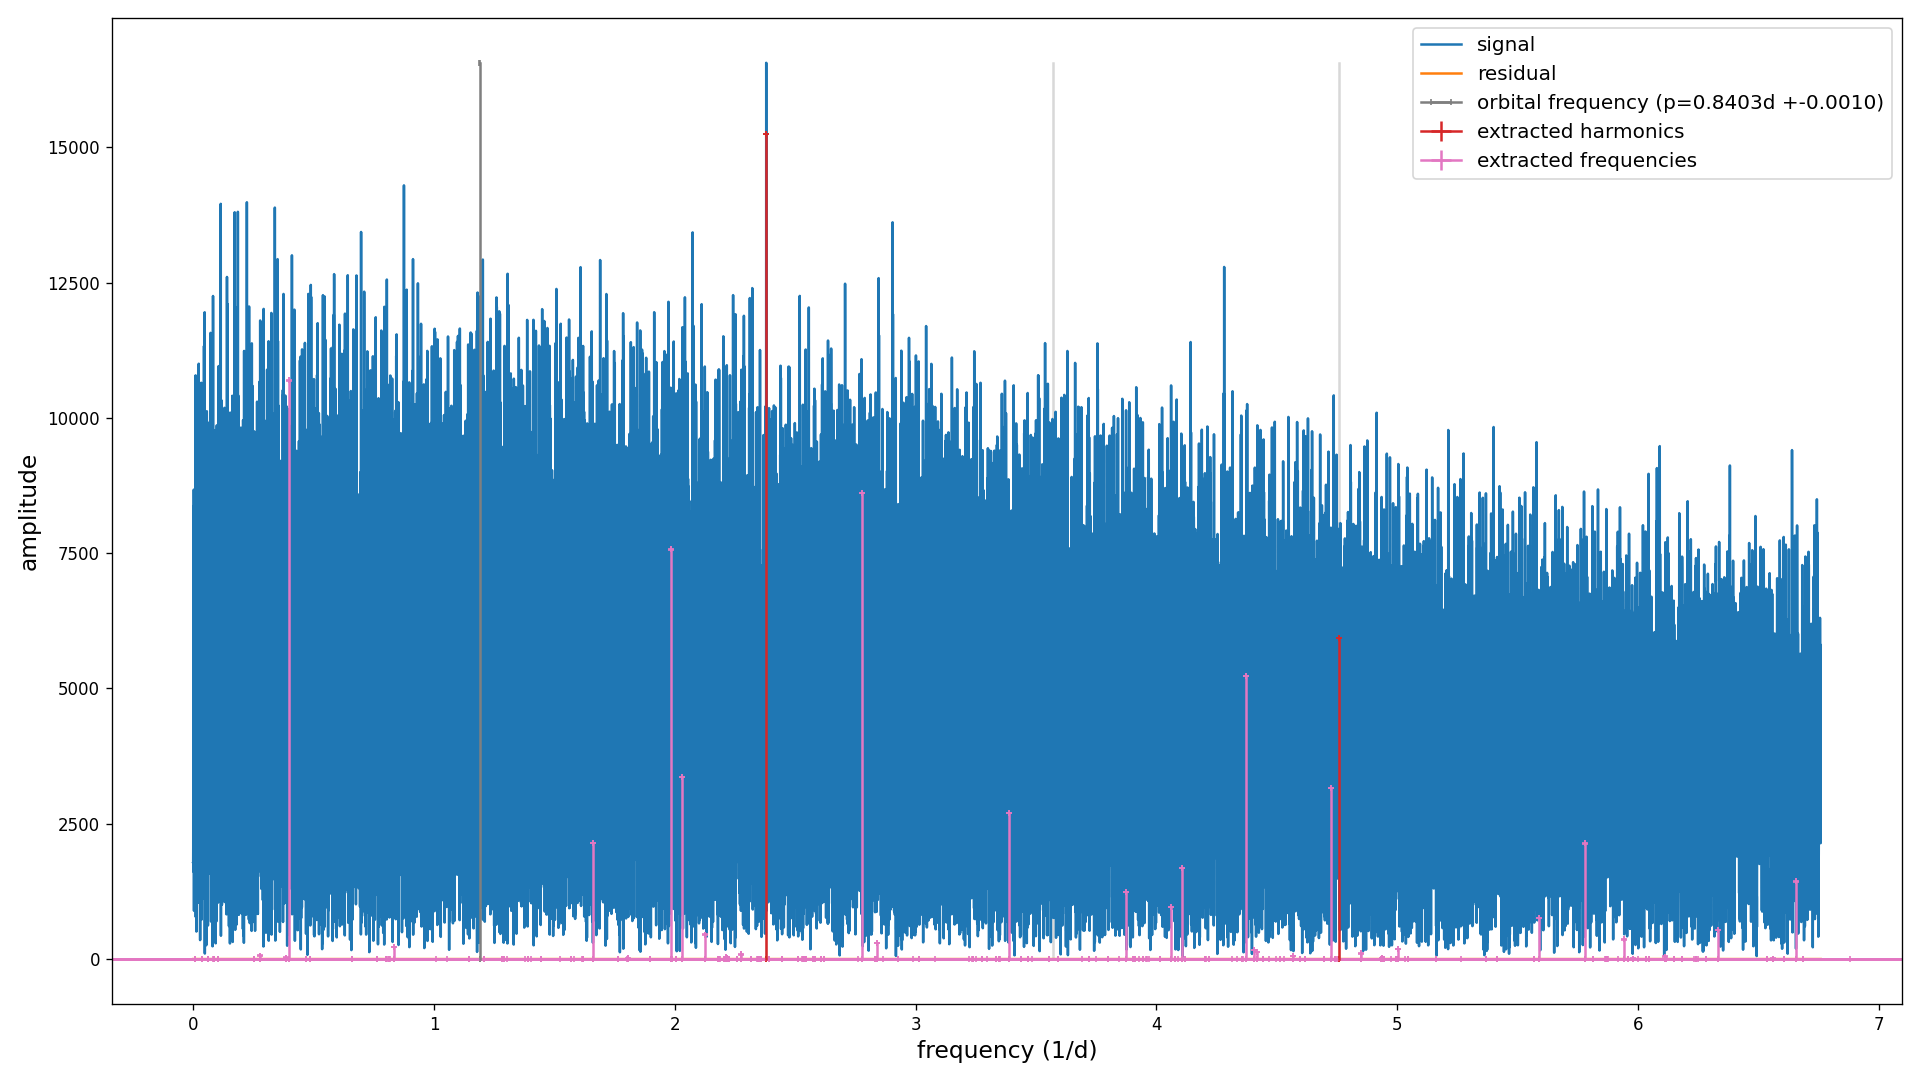 signal
residual
orbital frequency (p=0.8403d +-0.0010)
extracted harmonics
extracted frequencies
amplitude
15000
12500
10000
7500
5000
2500
0
0 1 2 3 4 5 6 7
frequency (1/d)